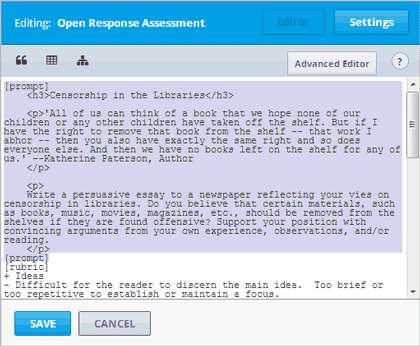 Editing: Open Response Assessment Editor Settings
Advanced Editor ?
[prompt]
<h3>Censorship in the Libraries</h3>
<p>'All of us can think of a book that we hope none of our
children or any other children have taken off the shelf. But if I
have the right to remove that book from the shelf -- that work I
abhor -- then you also have exactly the same right and so does
everyone else. And then we have no books left on the shelf for any of
us.' --Katherine Paterson, Author
</p>
<p>
Write a persuasive essay to a newspaper reflecting your vies on
censorship in libraries. Do you believe that certain materials, such
as books, music, movies, magazines, etc., should be removed from the
shelves if they are found offensive? Support your position with
convincing arguments from your own experience, observations, and/or
reading.
</p>
[prompt]
[rubric]
+ Ideas
- Difficult for the reader to discern the main idea.  Too brief or
too repetitive to establish or maintain a focus.
SAVE CANCEL